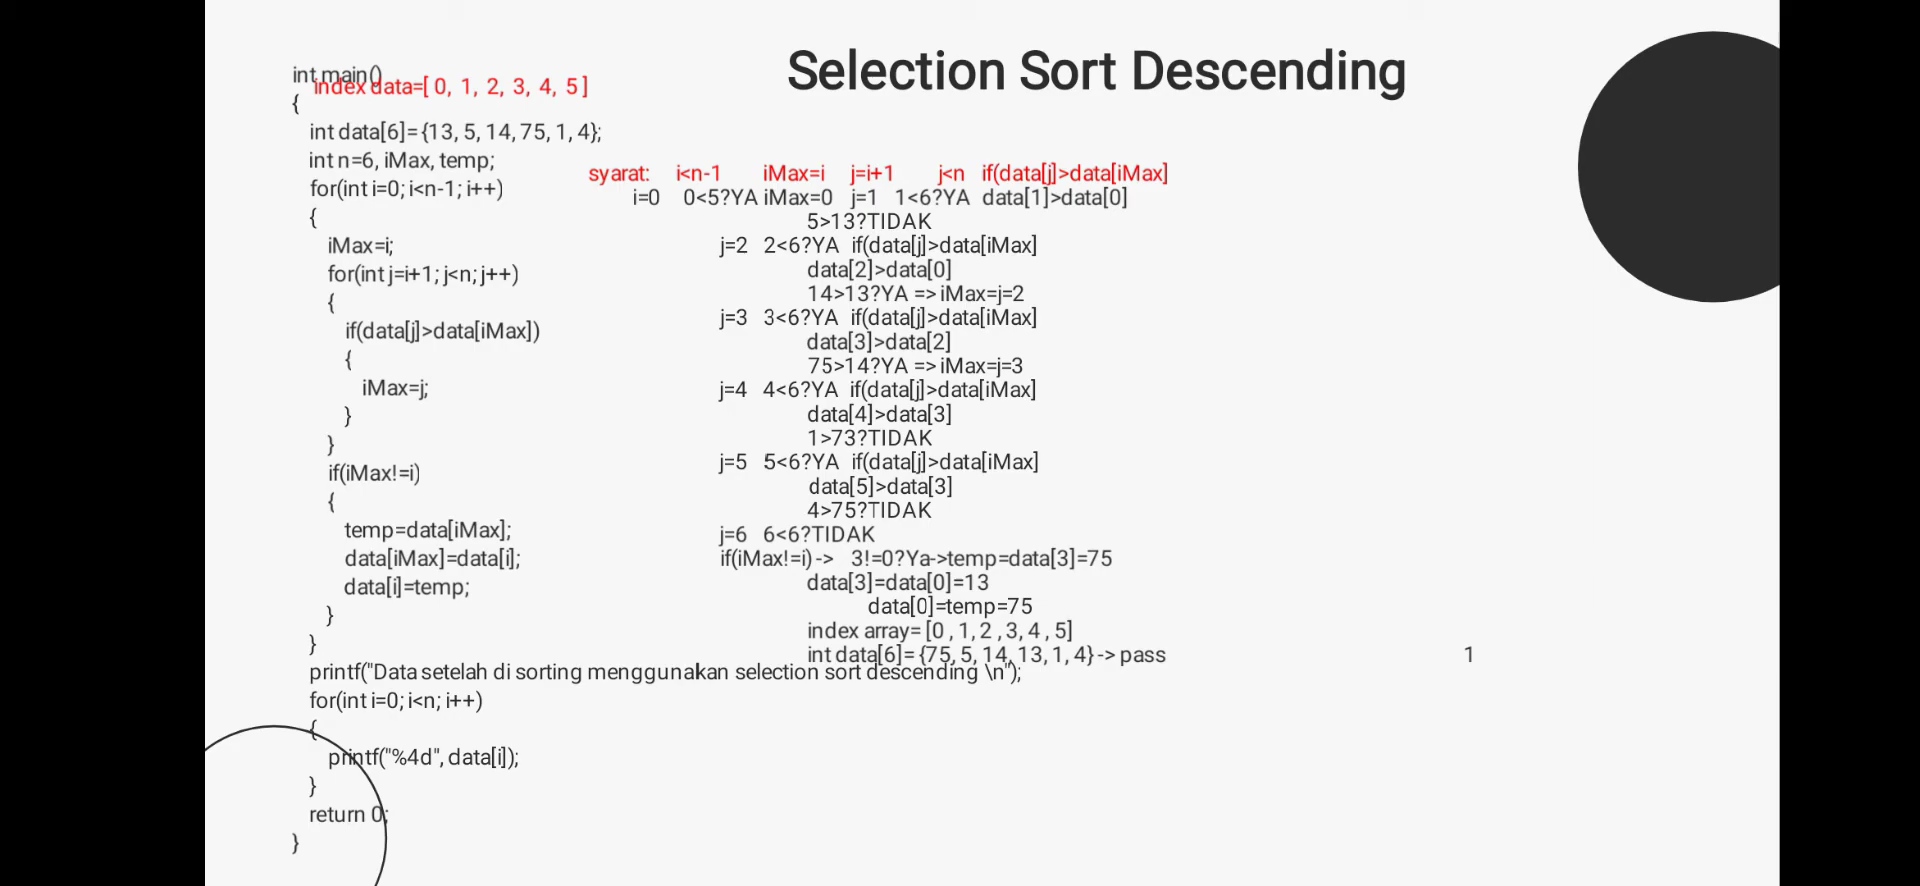 Selection Sort Descending
int main()
index data=[ 0, 1, 2, 3, 4, 5 ]
{
int data[6]={13, 5, 14, 75, 1, 4};
int n=6, iMax, temp;
for(int i=0; i<n-1; i++)
{
iMax=i;
for(int j=i+1; j<n; j++)
{
if(data[j]>data[iMax])
{
iMax=j;
}
}
if(iMax!=i)
{
temp=data[iMax];
data[iMax]=data[i];
data[i]=temp;
}
}
printf("Data setelah di sorting menggunakan selection sort descending \n");
for(int i=0; i<n; i++)
{
printf("%4d", data[i]);
}
return 0;
}
syarat: i<n-1 iMax=i j=i+1 j<n if(data[j]>data[iMax]
i=0 0<5?YA iMax=0 j=1 1<6?YA data[1]>data[0]
5>13?TIDAK
j=2 2<6?YA if(data[j]>data[iMax]
data[2]>data[0]
14>13?YA => iMax=j=2
j=3 3<6?YA if(data[j]>data[iMax]
data[3]>data[2]
75>14?YA => iMax=j=3
j=4 4<6?YA if(data[j]>data[iMax]
data[4]>data[3]
1>73?TIDAK
j=5 5<6?YA if(data[j]>data[iMax]
data[5]>data[3]
4>75?TIDAK
j=6 6<6?TIDAK
if(iMax!=i) -> 3!=0?Ya->temp=data[3]=75
data[3]=data[0]=13
data[0]=temp=75
index array= [0 , 1, 2 , 3, 4 , 5]
int data[6]= {75, 5, 14, 13, 1, 4} -> pass 1